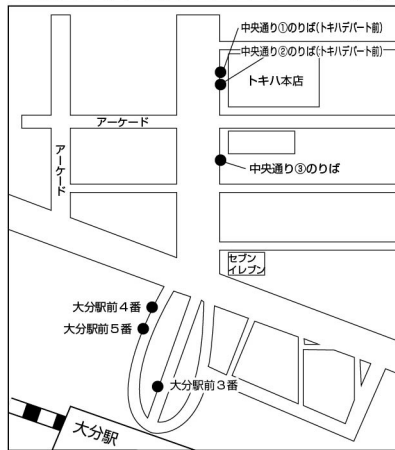 中央通り①のりば(トキハデパート前)
中央通り②のりば(トキハデパート前)
トキハ本店
アーケード
アーケード
中央通り③のりば
セブン
イレブン
大分駅前4番
大分駅前5番
大分駅前3番
大分駅